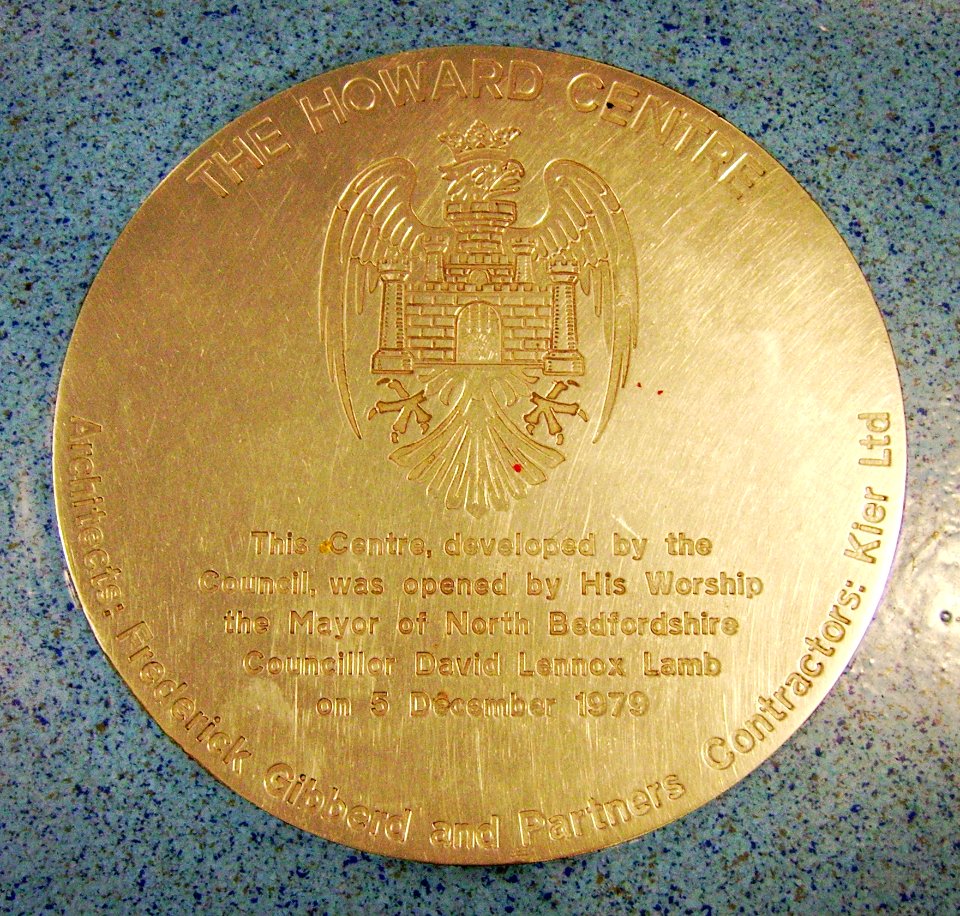 THE HOWARD CENTRE
This Centre, developed by the
Council, was opened by His Worship
the Mayor of North Bedfordshire
Councillor David Lennox Lamb
on 5 December 1979
Architects: Frederick Gibberd and Partners Contractors: Kier Ltd